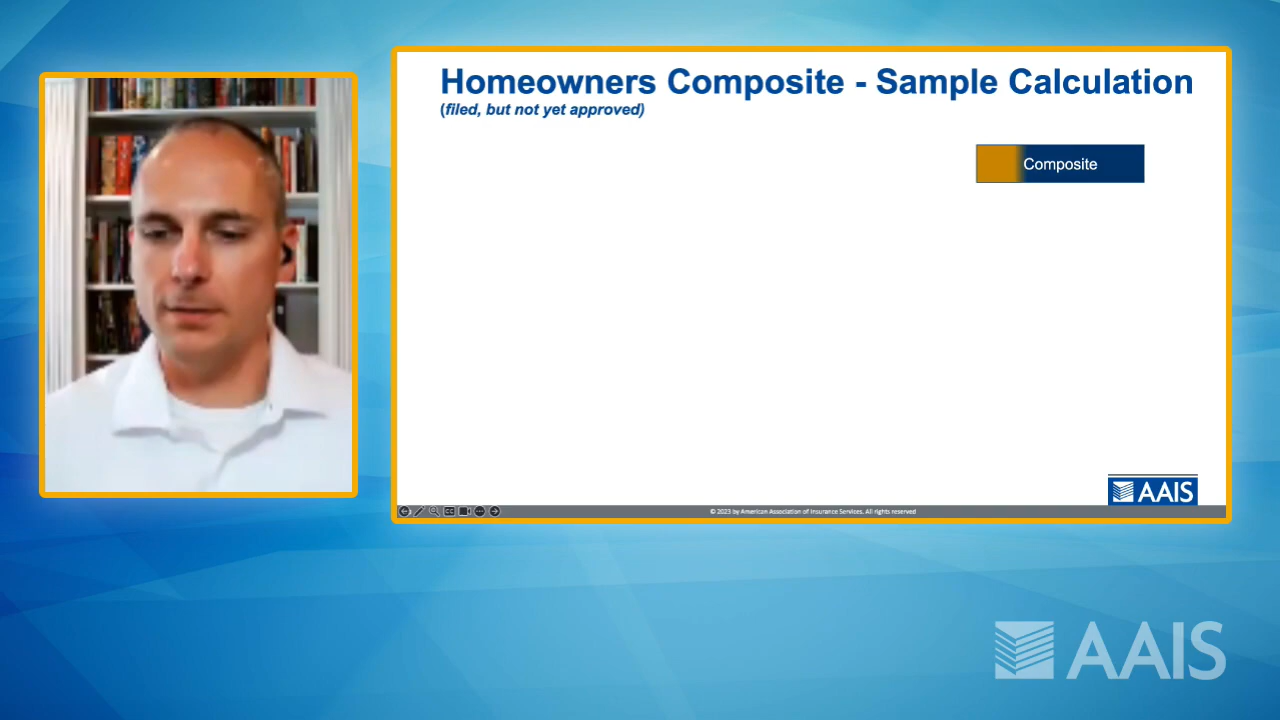 Homeowners Composite - Sample Calculation
(filed, but not yet approved)
Composite
AAIS
© 2023 by American Association of Insurance Services. All rights reserved
AAIS